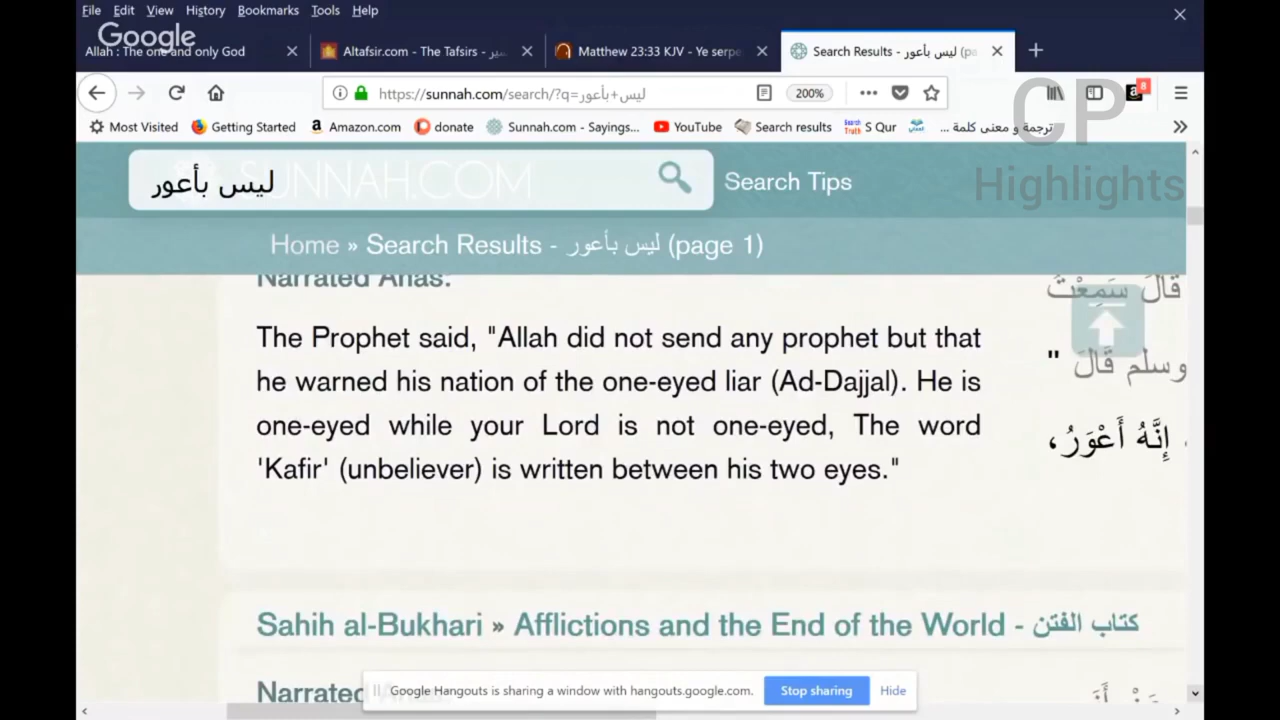 File Edit View History Bookmarks Tools Help
Google
Allah : The one and only God
Altafsir.com - The Tafsirs -
Matthew 23:33 KJV - Ye serpe
Search Results - ليس بأعور (pa
https://sunnah.com/search/?q=ليس+بأعور
200%
8
Most Visited Getting Started Amazon.com donate Sunnah.com - Sayings... YouTube Search results S Qur ترجمة و معنى كلمة ...
CP
Highlights
SUNNAH.COM
ليس بأعور
Search Tips
Home » Search Results - ليس بأعور (page 1)
Narrated Anas:
قَالَ سَمِعْتُ
The Prophet said, "Allah did not send any prophet but that
he warned his nation of the one-eyed liar (Ad-Dajjal). He is
one-eyed while your Lord is not one-eyed, The word
'Kafir' (unbeliever) is written between his two eyes."
وسلم قَالَ "
إِنَّهُ أَعْوَرُ،
Sahih al-Bukhari » Afflictions and the End of the World - كتاب الفتن
Narrated
Google Hangouts is sharing a window with hangouts.google.com. Stop sharing Hide